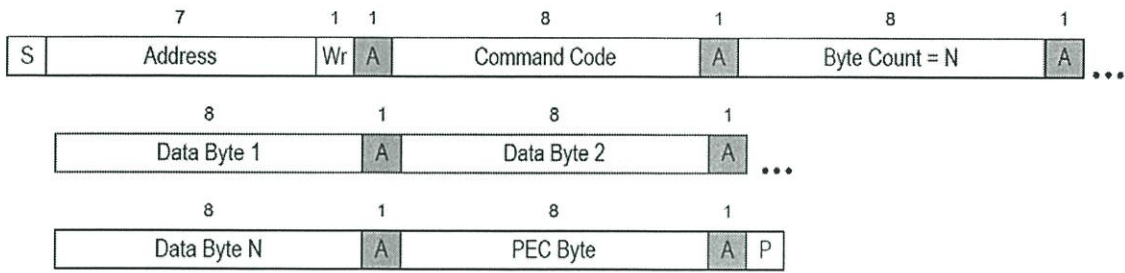 7 1 1 8 1 8 1
S Address Wr A Command Code A Byte Count = N A ...
8 1 8 1
Data Byte 1 A Data Byte 2 A ...
8 1 8 1
Data Byte N A PEC Byte A P